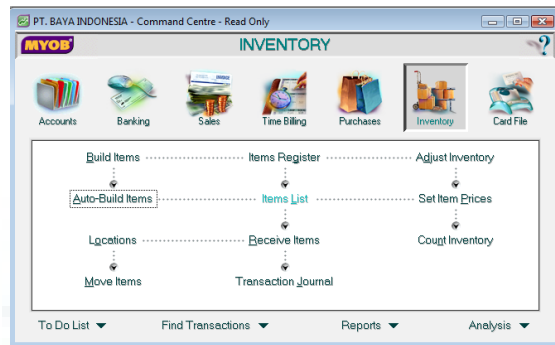 PT. BAYA INDONESIA - Command Centre - Read Only
MYOB INVENTORY ?
Accounts Banking Sales Time Billing Purchases Inventory Card File
Build Items Items Register Adjust Inventory
Auto-Build Items Items List Set Item Prices
Locations Receive Items Count Inventory
Move Items Transaction Journal
To Do List Find Transactions Reports Analysis